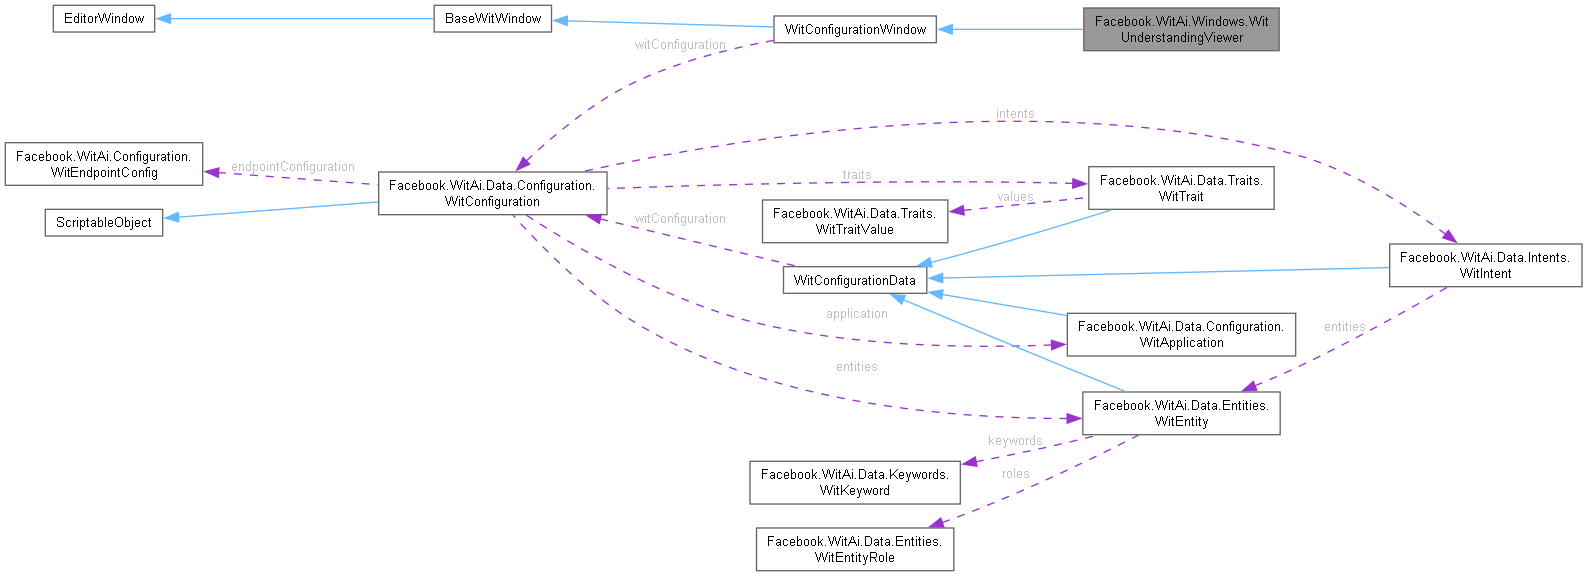 EditorWindow
BaseWitWindow
WitConfigurationWindow
Facebook.WitAi.Windows.Wit
UnderstandingViewer
witConfiguration
intents
Facebook.WitAi.Configuration.
WitEndpointConfig
endpointConfiguration
Facebook.WitAi.Data.Configuration.
WitConfiguration
traits
Facebook.WitAi.Data.Traits.
WitTrait
values
ScriptableObject
witConfiguration
Facebook.WitAi.Data.Traits.
WitTraitValue
Facebook.WitAi.Data.Intents.
WitIntent
WitConfigurationData
application
Facebook.WitAi.Data.Configuration.
WitApplication
entities
entities
Facebook.WitAi.Data.Entities.
WitEntity
keywords
Facebook.WitAi.Data.Keywords.
WitKeyword
roles
Facebook.WitAi.Data.Entities.
WitEntityRole